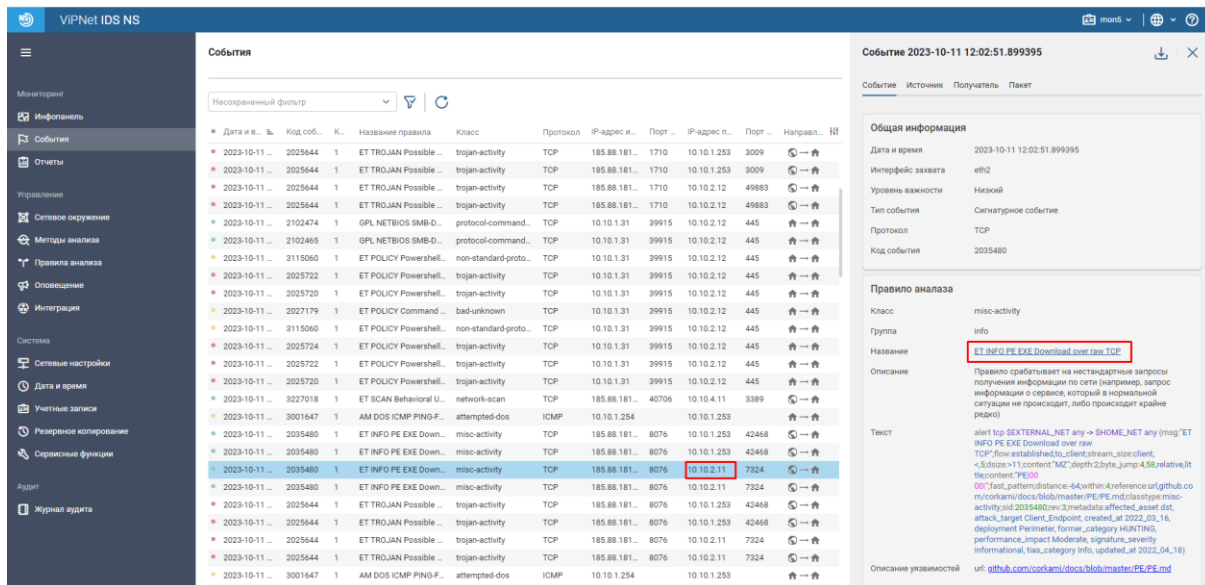 ViPNet IDS NS
mon5
Мониторинг
Инфопанель
События
Отчеты
Управление
Сетевое окружение
Методы анализа
Правила анализа
Оповещение
Интеграция
Система
Сетевые настройки
Дата и время
Учетные записи
Резервное копирование
Сервисные функции
Аудит
Журнал аудита
События
Несохраненный фильтр
Дата и в... Код соб... К... Название правила Класс Протокол IP-адрес и... Порт ... IP-адрес п... Порт ... Направл...
2023-10-11 ... 2025644 1 ET TROJAN Possible ... trojan-activity TCP 185.88.181... 1710 10.10.1.253 3009
2023-10-11 ... 2025644 1 ET TROJAN Possible ... trojan-activity TCP 185.88.181... 1710 10.10.1.253 3009
2023-10-11 ... 2025644 1 ET TROJAN Possible ... trojan-activity TCP 185.88.181... 1710 10.10.2.12 49883
2023-10-11 ... 2025644 1 ET TROJAN Possible ... trojan-activity TCP 185.88.181... 1710 10.10.2.12 49883
2023-10-11 ... 2102474 1 GPL NETBIOS SMB-D... protocol-command... TCP 10.10.1.31 39915 10.10.2.12 445
2023-10-11 ... 2102465 1 GPL NETBIOS SMB-D... protocol-command... TCP 10.10.1.31 39915 10.10.2.12 445
2023-10-11 ... 3115060 1 ET POLICY Powershell... non-standard-proto... TCP 10.10.1.31 39915 10.10.2.12 445
2023-10-11 ... 2025722 1 ET POLICY Powershell... trojan-activity TCP 10.10.1.31 39915 10.10.2.12 445
2023-10-11 ... 2025720 1 ET POLICY Powershell... trojan-activity TCP 10.10.1.31 39915 10.10.2.12 445
2023-10-11 ... 2027179 1 ET POLICY Command ... bad-unknown TCP 10.10.1.31 39915 10.10.2.12 445
2023-10-11 ... 3115060 1 ET POLICY Powershell... non-standard-proto... TCP 10.10.1.31 39915 10.10.2.12 445
2023-10-11 ... 2025724 1 ET POLICY Powershell... trojan-activity TCP 10.10.1.31 39915 10.10.2.12 445
2023-10-11 ... 2025722 1 ET POLICY Powershell... trojan-activity TCP 10.10.1.31 39915 10.10.2.12 445
2023-10-11 ... 2025720 1 ET POLICY Powershell... trojan-activity TCP 10.10.1.31 39915 10.10.2.12 445
2023-10-11 ... 3227018 1 ET SCAN Behavioral U... network-scan TCP 185.88.181... 40706 10.10.4.11 3389
2023-10-11 ... 3001647 1 AM DOS ICMP PING-F... attempted-dos ICMP 10.10.1.254 10.10.1.253
2023-10-11 ... 2035480 1 ET INFO PE EXE Down... misc-activity TCP 185.88.181... 8076 10.10.1.253 42468
2023-10-11 ... 2035480 1 ET INFO PE EXE Down... misc-activity TCP 185.88.181... 8076 10.10.1.253 42468
2023-10-11 ... 2035480 1 ET INFO PE EXE Down... misc-activity TCP 185.88.181... 8076 10.10.2.11 7324
2023-10-11 ... 2035480 1 ET INFO PE EXE Down... misc-activity TCP 185.88.181... 8076 10.10.2.11 7324
2023-10-11 ... 2025644 1 ET TROJAN Possible ... trojan-activity TCP 185.88.181... 8076 10.10.1.253 42468
2023-10-11 ... 2025644 1 ET TROJAN Possible ... trojan-activity TCP 185.88.181... 8076 10.10.1.253 42468
2023-10-11 ... 2025644 1 ET TROJAN Possible ... trojan-activity TCP 185.88.181... 8076 10.10.2.11 7324
2023-10-11 ... 2025644 1 ET TROJAN Possible ... trojan-activity TCP 185.88.181... 8076 10.10.2.11 7324
2023-10-11 ... 3001647 1 AM DOS ICMP PING-F... attempted-dos ICMP 10.10.1.254 10.10.1.253
Событие 2023-10-11 12:02:51.899395
Событие Источник Получатель Пакет
Общая информация
Дата и время 2023-10-11 12:02:51.899395
Интерфейс захвата eth2
Уровень важности Низкий
Тип события Сигнатурное событие
Протокол TCP
Код события 2035480
Правило аналаза
Класс misc-activity
Группа info
Название ET INFO PE EXE Download over raw TCP
Описание Правило срабатывает на нестандартные запросы
получения информации по сети (например, запрос
информации о сервисе, который в нормальной
ситуации не происходит, либо происходит крайне
редко)
Текст alert tcp $EXTERNAL_NET any -> $HOME_NET any (msg:"ET
INFO PE EXE Download over raw
TCP";flow:established,to_client;stream_size:client,
<,5;dsize:>11;content:"MZ";depth:2;byte_jump:4,58,relative,lit
tle;content:"PE|00
00|";fast_pattern;distance:-64;within:4;reference:url,github.co
m/corkami/docs/blob/master/PE/PE.md;classtype:misc-
activity;sid:2035480;rev:3;metadata:affected_asset dst,
attack_target Client_Endpoint, created_at 2022_03_16,
deployment Perimeter, former_category HUNTING,
performance_impact Moderate, signature_severity
Informational, tias_category Info, updated_at 2022_04_18)
Описание уязвимостей url: github.com/corkami/docs/blob/master/PE/PE.md